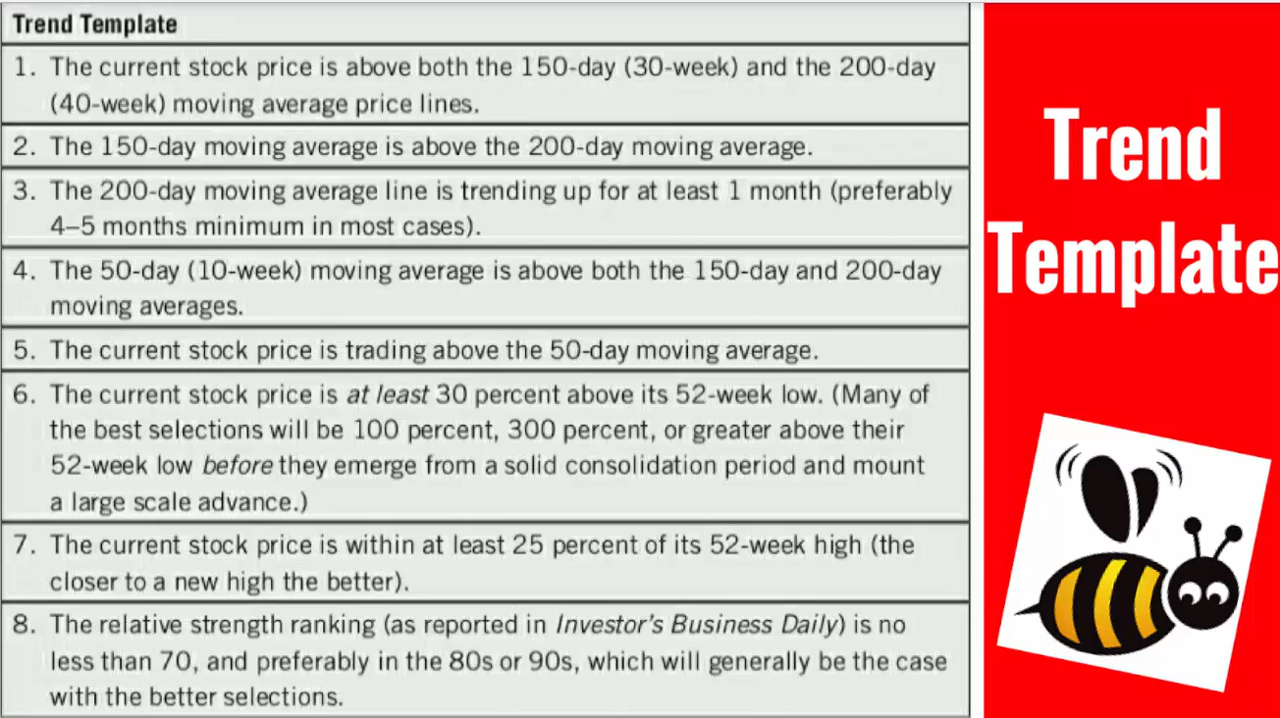 Trend Template
1. The current stock price is above both the 150-day (30-week) and the 200-day
(40-week) moving average price lines.
2. The 150-day moving average is above the 200-day moving average.
3. The 200-day moving average line is trending up for at least 1 month (preferably
4–5 months minimum in most cases).
4. The 50-day (10-week) moving average is above both the 150-day and 200-day
moving averages.
5. The current stock price is trading above the 50-day moving average.
6. The current stock price is at least 30 percent above its 52-week low. (Many of
the best selections will be 100 percent, 300 percent, or greater above their
52-week low before they emerge from a solid consolidation period and mount
a large scale advance.)
7. The current stock price is within at least 25 percent of its 52-week high (the
closer to a new high the better).
8. The relative strength ranking (as reported in Investor's Business Daily) is no
less than 70, and preferably in the 80s or 90s, which will generally be the case
with the better selections.
Trend
Template